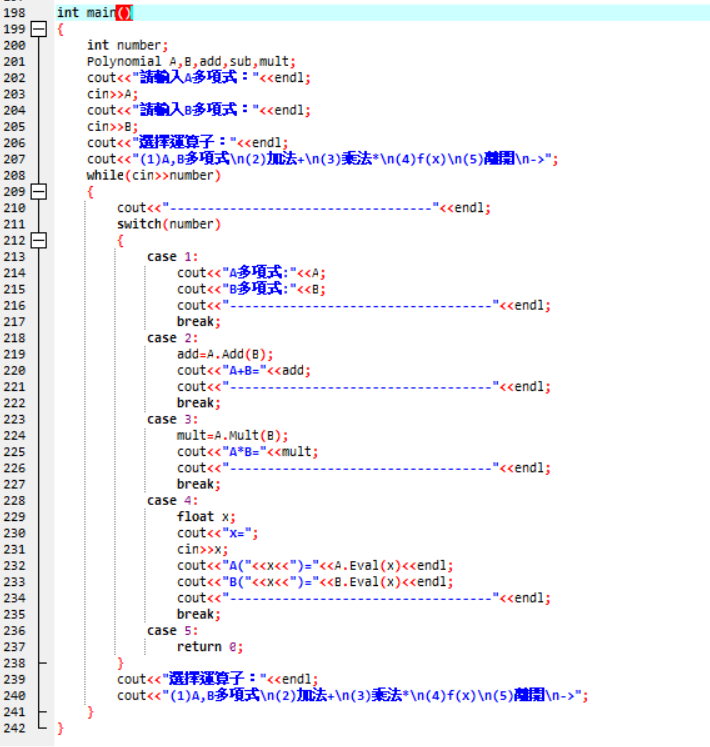 198 int main()
199 {
200 int number;
201 Polynomial A,B,add,sub,mult;
202 cout<<"請輸入A多項式："<<endl;
203 cin>>A;
204 cout<<"請輸入B多項式："<<endl;
205 cin>>B;
206 cout<<"選擇運算子："<<endl;
207 cout<<"(1)A,B多項式\n(2)加法+\n(3)乘法*\n(4)f(x)\n(5)離開\n->";
208 while(cin>>number)
209 {
210 cout<<"-----------------------------------"<<endl;
211 switch(number)
212 {
213 case 1:
214 cout<<"A多項式:"<<A;
215 cout<<"B多項式:"<<B;
216 cout<<"-----------------------------------"<<endl;
217 break;
218 case 2:
219 add=A.Add(B);
220 cout<<"A+B="<<add;
221 cout<<"-----------------------------------"<<endl;
222 break;
223 case 3:
224 mult=A.Mult(B);
225 cout<<"A*B="<<mult;
226 cout<<"-----------------------------------"<<endl;
227 break;
228 case 4:
229 float x;
230 cout<<"x=";
231 cin>>x;
232 cout<<"A("<<x<<")="<<A.Eval(x)<<endl;
233 cout<<"B("<<x<<")="<<B.Eval(x)<<endl;
234 cout<<"-----------------------------------"<<endl;
235 break;
236 case 5:
237 return 0;
238 }
239 cout<<"選擇運算子："<<endl;
240 cout<<"(1)A,B多項式\n(2)加法+\n(3)乘法*\n(4)f(x)\n(5)離開\n->";
241 }
242 }